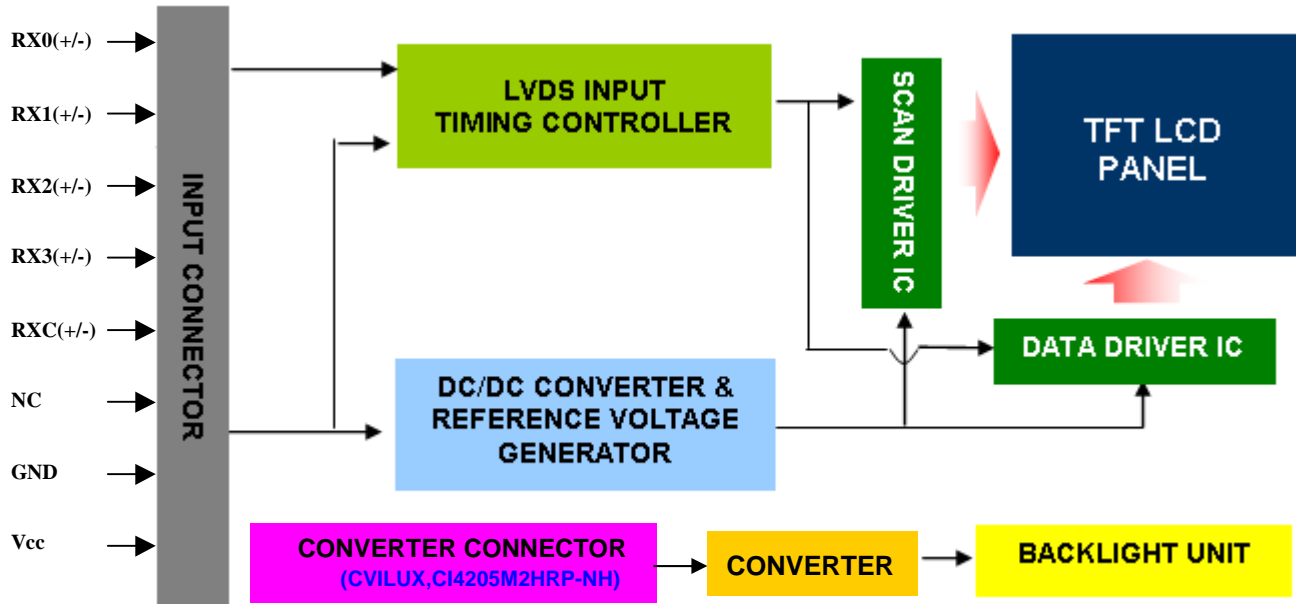 RX0(+/-)
RX1(+/-)
RX2(+/-)
RX3(+/-)
RXC(+/-)
NC
GND
Vcc
INPUT CONNECTOR
LVDS INPUT
TIMING CONTROLLER
SCAN DRIVER IC
TFT LCD
PANEL
DATA DRIVER IC
DC/DC CONVERTER &
REFERENCE VOLTAGE
GENERATOR
CONVERTER CONNECTOR
(CVILUX,CI4205M2HRP-NH)
CONVERTER
BACKLIGHT UNIT